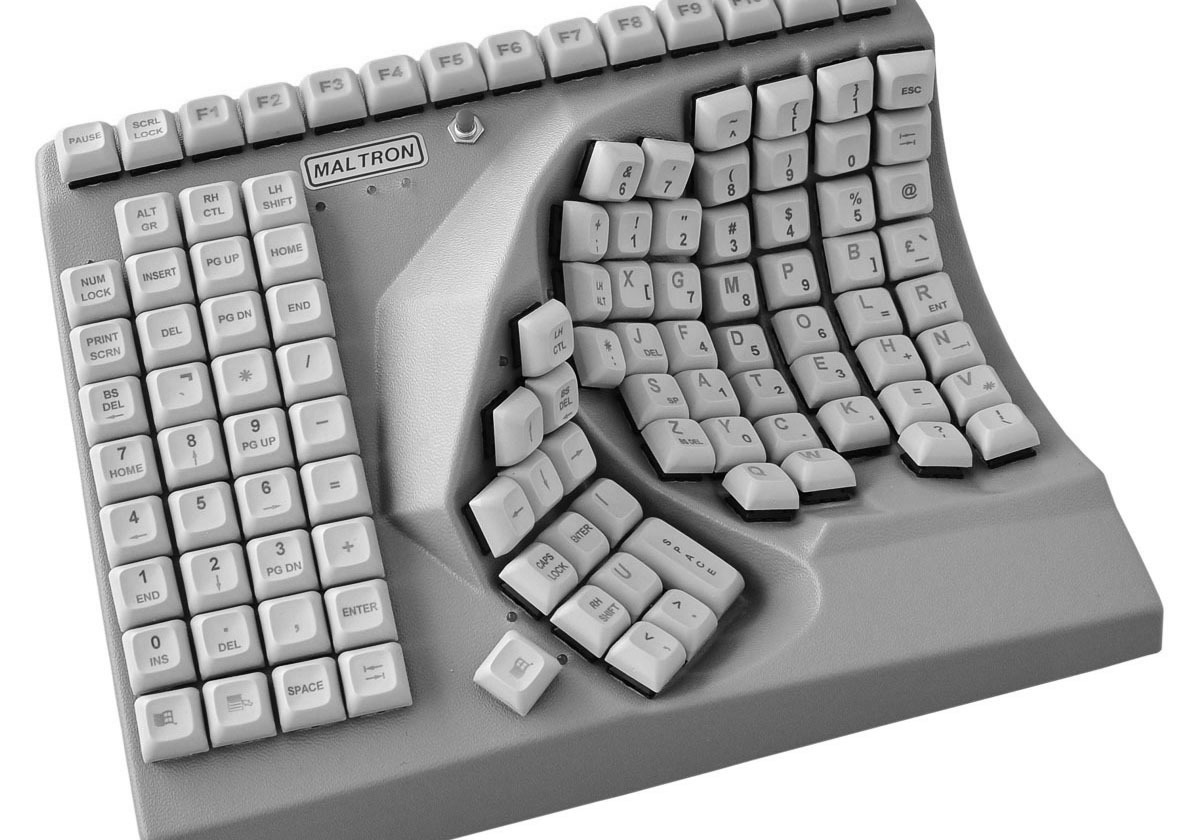 PAUSE
SCRL
LOCK
F1
F2
F3
F4
F5
F6
F7
F8
F9
F10
MALTRON
ALT
GR
RH
CTL
LH
SHIFT
NUM
LOCK
INSERT
PG UP
HOME
PRINT
SCRN
DEL
PG DN
END
BS
DEL
←
*
/
7
HOME
8
↑
9
PG UP
−
4
←
5
6
→
=
1
END
2
↓
3
PG DN
+
0
INS
.
DEL
,
ENTER
SPACE
~
^
{
[
}
]
ESC
&
6
'
7
(
8
)
9
0
!
1
"
2
#
3
$
4
%
5
@
LH
ALT
X [
G 7
M 8
P 9
B ]
£ ` _
*
J DEL
F 4
D 5
O 6
L =
R ENT
S SP
A 1
T 2
E 3
H +
N
Z BS DEL
Y 0
C .
K ,
=
_
V *
Q
W
?
!
LH
CTL
BS
DEL
←
←
↓
→
I
ENTER
CAPS
LOCK
SPACE
U
RH
SHIFT
>
.
<
,